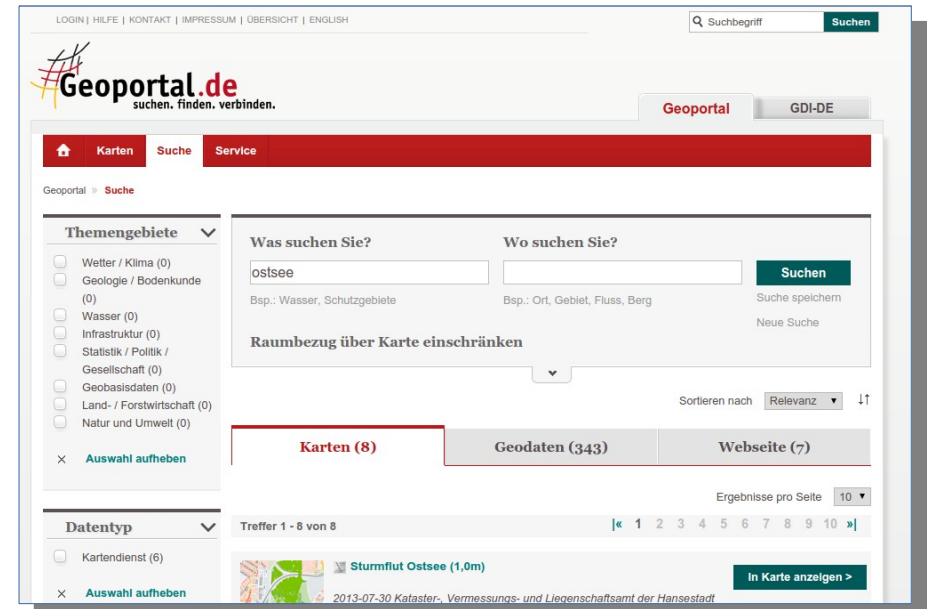 LOGIN | HILFE | KONTAKT | IMPRESSUM | ÜBERSICHT | ENGLISH
Suchbegriff
Suchen
Geoportal.de
suchen. finden. verbinden.
Geoportal
GDI-DE
Karten
Suche
Service
Geoportal » Suche
Themengebiete
Wetter / Klima (0)
Geologie / Bodenkunde
(0)
Wasser (0)
Infrastruktur (0)
Statistik / Politik /
Gesellschaft (0)
Geobasisdaten (0)
Land- / Forstwirtschaft (0)
Natur und Umwelt (0)
× Auswahl aufheben
Datentyp
Kartendienst (6)
× Auswahl aufheben
Was suchen Sie?
Wo suchen Sie?
ostsee
Suchen
Bsp.: Wasser, Schutzgebiete
Bsp.: Ort, Gebiet, Fluss, Berg
Suche speichern
Neue Suche
Raumbezug über Karte einschränken
Sortieren nach Relevanz ▼ ↓↑
Karten (8)
Geodaten (343)
Webseite (7)
Ergebnisse pro Seite 10 ▼
Treffer 1 - 8 von 8
|« 1 2 3 4 5 6 7 8 9 10 »|
Sturmflut Ostsee (1,0m)
In Karte anzeigen >
2013-07-30 Kataster-, Vermessungs- und Liegenschaftsamt der Hansestadt